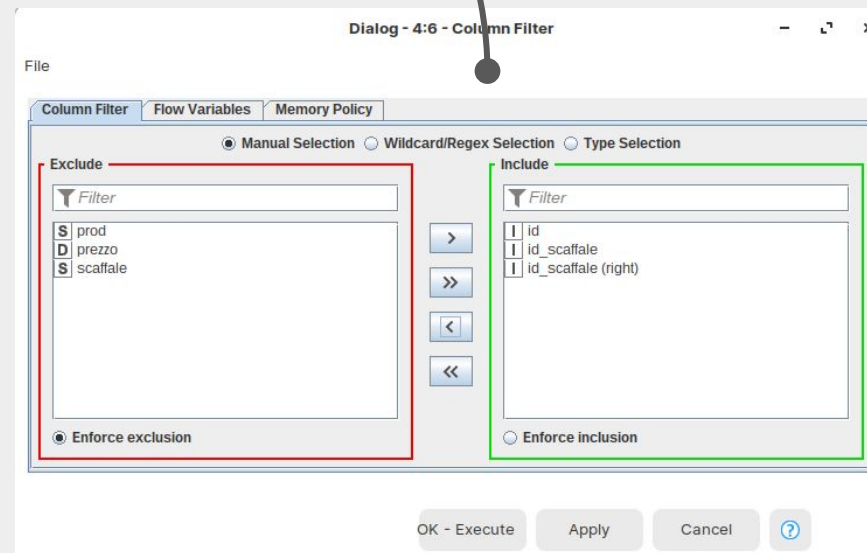 Dialog - 4:6 - Column Filter
File
Column Filter Flow Variables Memory Policy
Manual Selection Wildcard/Regex Selection Type Selection
Exclude
Filter
S prod
D prezzo
S scaffale
Enforce exclusion
>
>>
<
<<
Include
Filter
I id
I id_scaffale
I id_scaffale (right)
Enforce inclusion
OK - Execute Apply Cancel ?